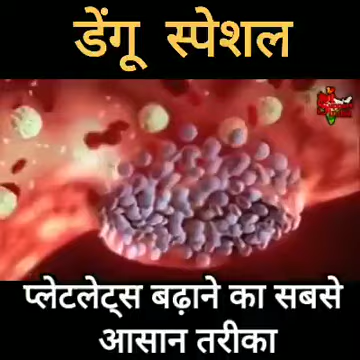 डेंगू स्पेशल
प्लेटलेट्स बढ़ाने का सबसे
आसान तरीका